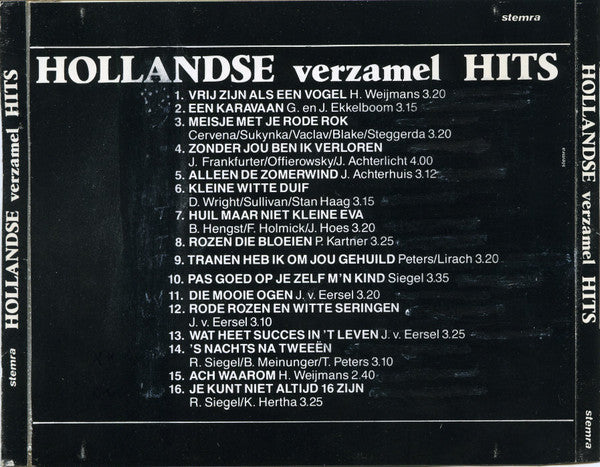 stemra
HOLLANDSE verzamel HITS
1. VRIJ ZIJN ALS EEN VOGEL H. Weijmans 3.20
2. EEN KARAVAAN G. en J. Ekkelboom 3.15
3. MEISJE MET JE RODE ROK
Cervena/Sukynka/Vaclav/Blake/Steggerda 3.20
4. ZONDER JOU BEN IK VERLOREN
J. Frankfurter/Offierowsky/J. Achterlicht 4.00
5. ALLEEN DE ZOMERWIND J. Achterhuis 3.12
6. KLEINE WITTE DUIF
D. Wright/Sullivan/Stan Haag 3.15
7. HUIL MAAR NIET KLEINE EVA
B. Hengst/F. Holmick/J. Hoes 3.20
8. ROZEN DIE BLOEIEN P. Kartner 3.25
9. TRANEN HEB IK OM JOU GEHUILD Peters/Lirach 3.20
10. PAS GOED OP JE ZELF M'N KIND Siegel 3.35
11. DIE MOOIE OGEN J. v. Eersel 3.20
12. RODE ROZEN EN WITTE SERINGEN
J. v. Eersel 3.10
13. WAT HEET SUCCES IN 'T LEVEN J. v. Eersel 3.25
14. 'S NACHTS NA TWEEËN
R. Siegel/B. Meinunger/T. Peters 3.10
15. ACH WAAROM H. Weijmans 2.40
16. JE KUNT NIET ALTIJD 16 ZIJN
R. Siegel/K. Hertha 3.25
HOLLANDSE verzamel HITS
stemra
HOLLANDSE verzamel HITS
stemra
stemra